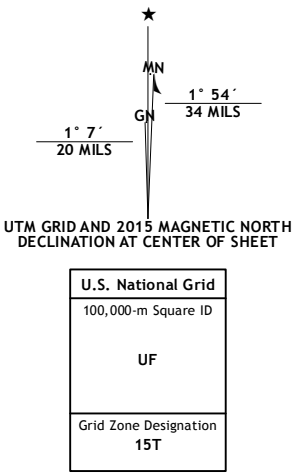 MN
1° 54´
34 MILS
GN
1° 7´
20 MILS
UTM GRID AND 2015 MAGNETIC NORTH
DECLINATION AT CENTER OF SHEET
U.S. National Grid
100,000-m Square ID
UF
Grid Zone Designation
15T